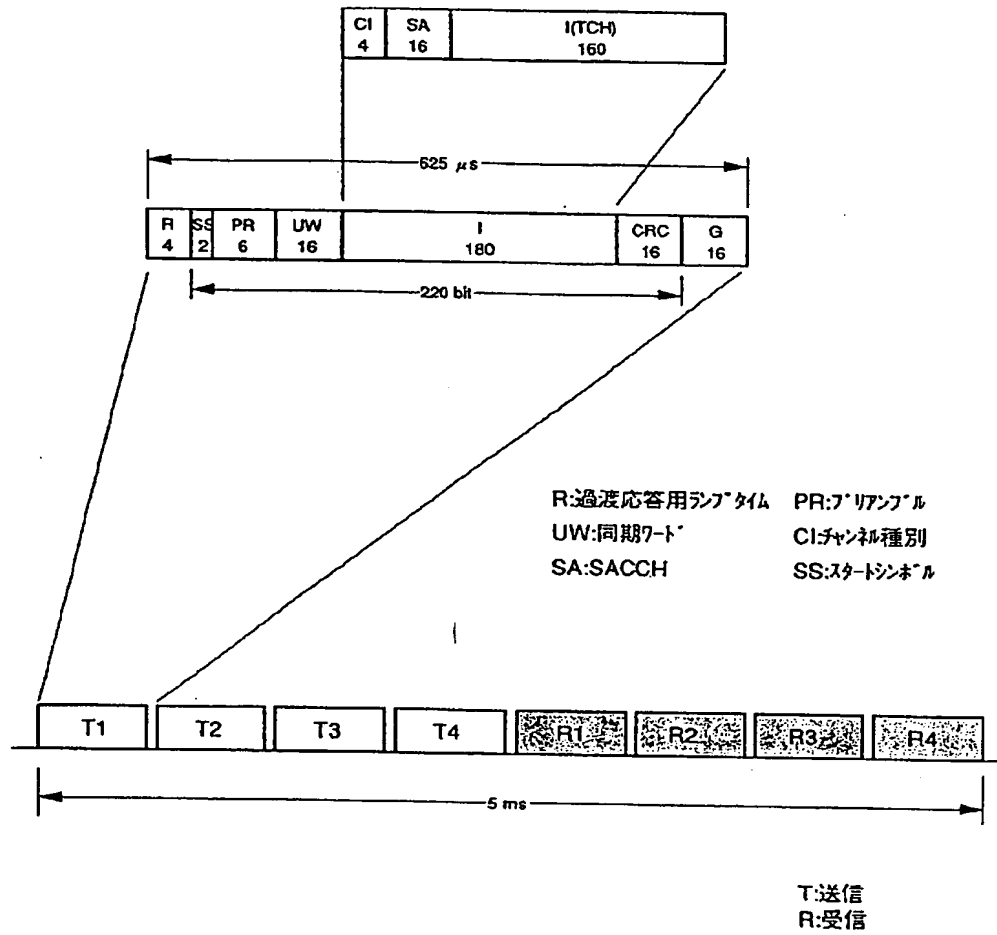 CI SA I(TCH)
4 16 160
625 μs
R SS PR UW I CRC G
4 2 6 16 180 16 16
220 bit
R:過渡応答用ランプタイム PR:プリアンブル
UW:同期ワード CI:チャンネル種別
SA:SACCH SS:スタートシンボル
T1 T2 T3 T4 R1 R2 R3 R4
5 ms
T:送信
R:受信